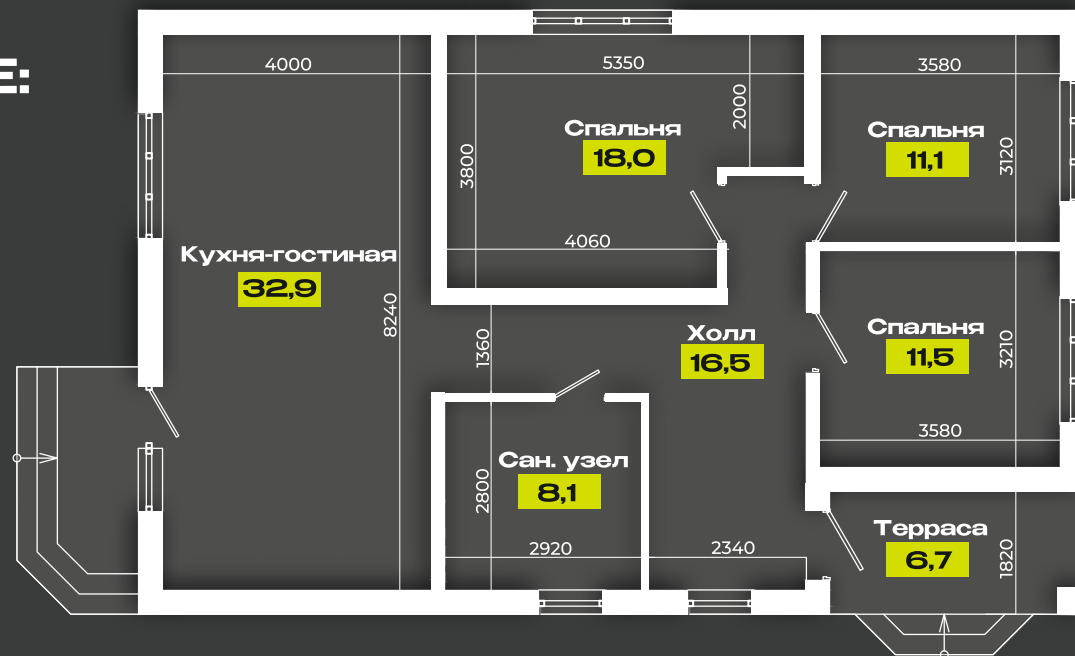 Е:
4000
5350
3580
2000
Спальня
18,0
Спальня
11,1
3800
3120
4060
Кухня-гостиная
32,9
8240
1360
Холл
16,5
Спальня
11,5
3210
3580
Сан. узел
8,1
2800
2920
2340
Терраса
6,7
1820